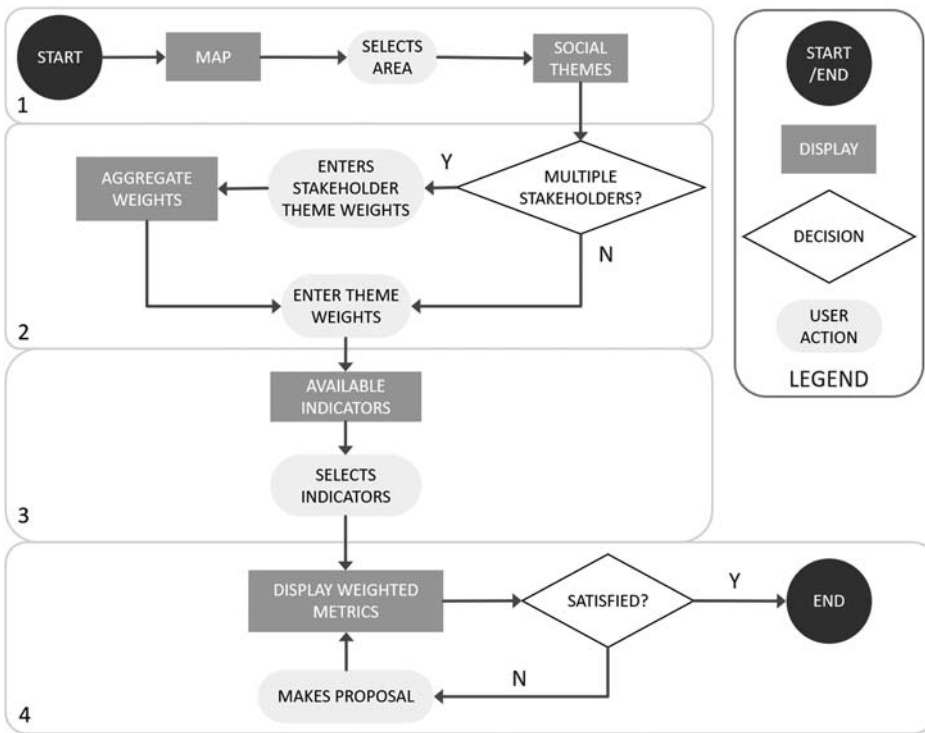 START
MAP
SELECTS
AREA
SOCIAL
THEMES
1
AGGREGATE
WEIGHTS
ENTERS
STAKEHOLDER
THEME WEIGHTS
Y
MULTIPLE
STAKEHOLDERS?
N
ENTER THEME
WEIGHTS
2
AVAILABLE
INDICATORS
SELECTS
INDICATORS
3
DISPLAY WEIGHTED
METRICS
SATISFIED?
Y
END
N
MAKES PROPOSAL
4
START
/END
DISPLAY
DECISION
USER
ACTION
LEGEND